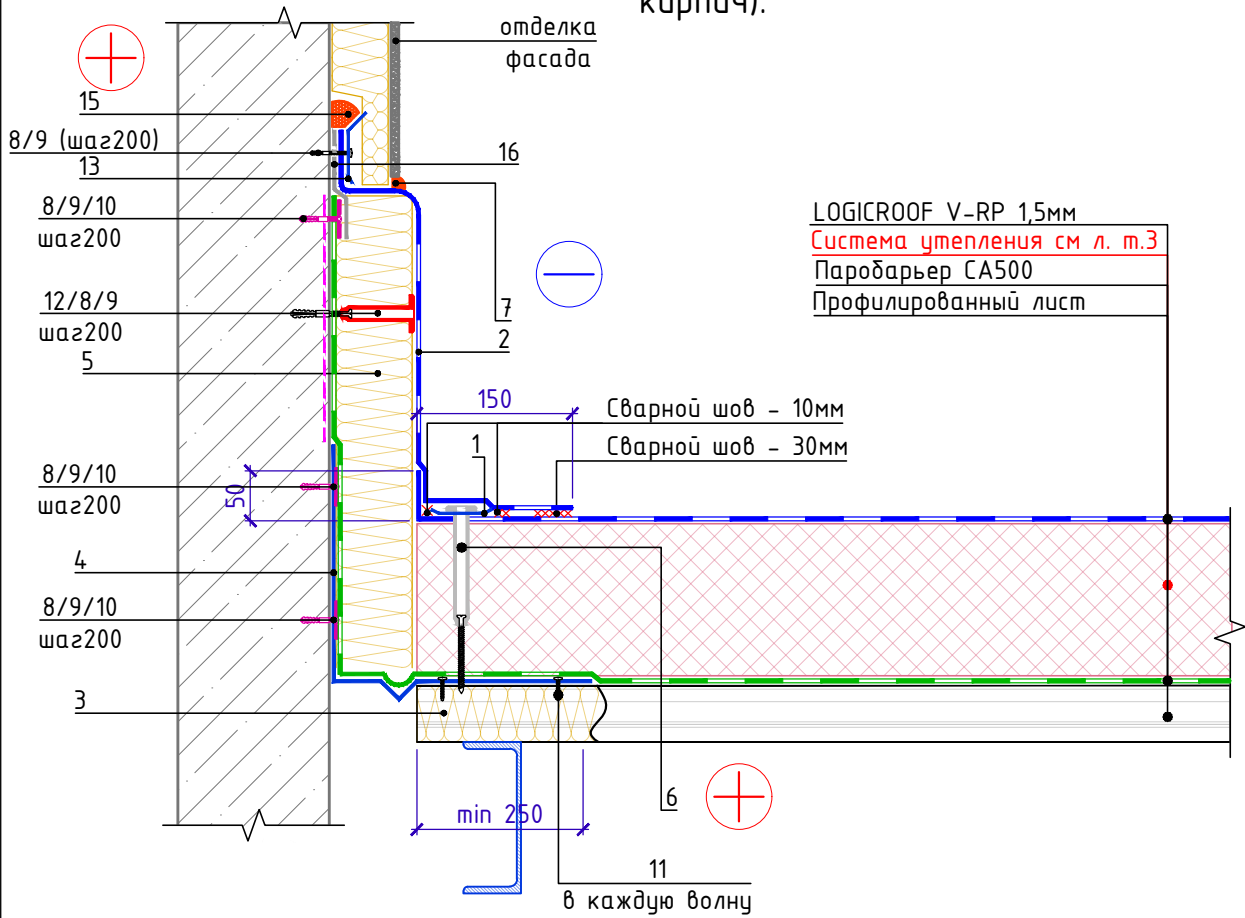 кирпич).
отделка
фасада
15
8/9 (шаг200)
13
16
8/9/10
шаг200
12/8/9
шаг200
5
7
2
LOGICROOF V-RP 1,5мм
Система утепления см л. т.3
Паробарьер СА500
Профилированный лист
150
Сварной шов - 10мм
1
Сварной шов - 30мм
8/9/10
шаг200
50
4
8/9/10
шаг200
3
6
min 250
11
в каждую волну